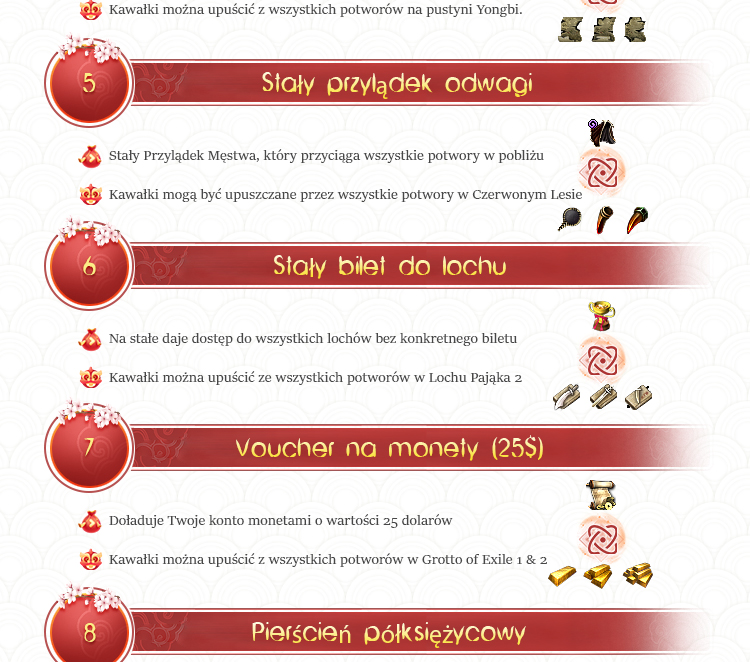 Kawałki można upuścić z wszystkich potworów na pustyni Yongbi.
5
Stały przylądek odwagi
Stały Przylądek Męstwa, który przyciąga wszystkie potwory w pobliżu
Kawałki mogą być upuszczane przez wszystkie potwory w Czerwonym Lesie
6
Stały bilet do lochu
Na stałe daje dostęp do wszystkich lochów bez konkretnego biletu
Kawałki można upuścić ze wszystkich potworów w Lochu Pająka 2
7
Voucher na monety (25$)
Doładuje Twoje konto monetami o wartości 25 dolarów
Kawałki można upuścić z wszystkich potworów w Grotto of Exile 1 & 2
8
Pierścień półksiężycowy